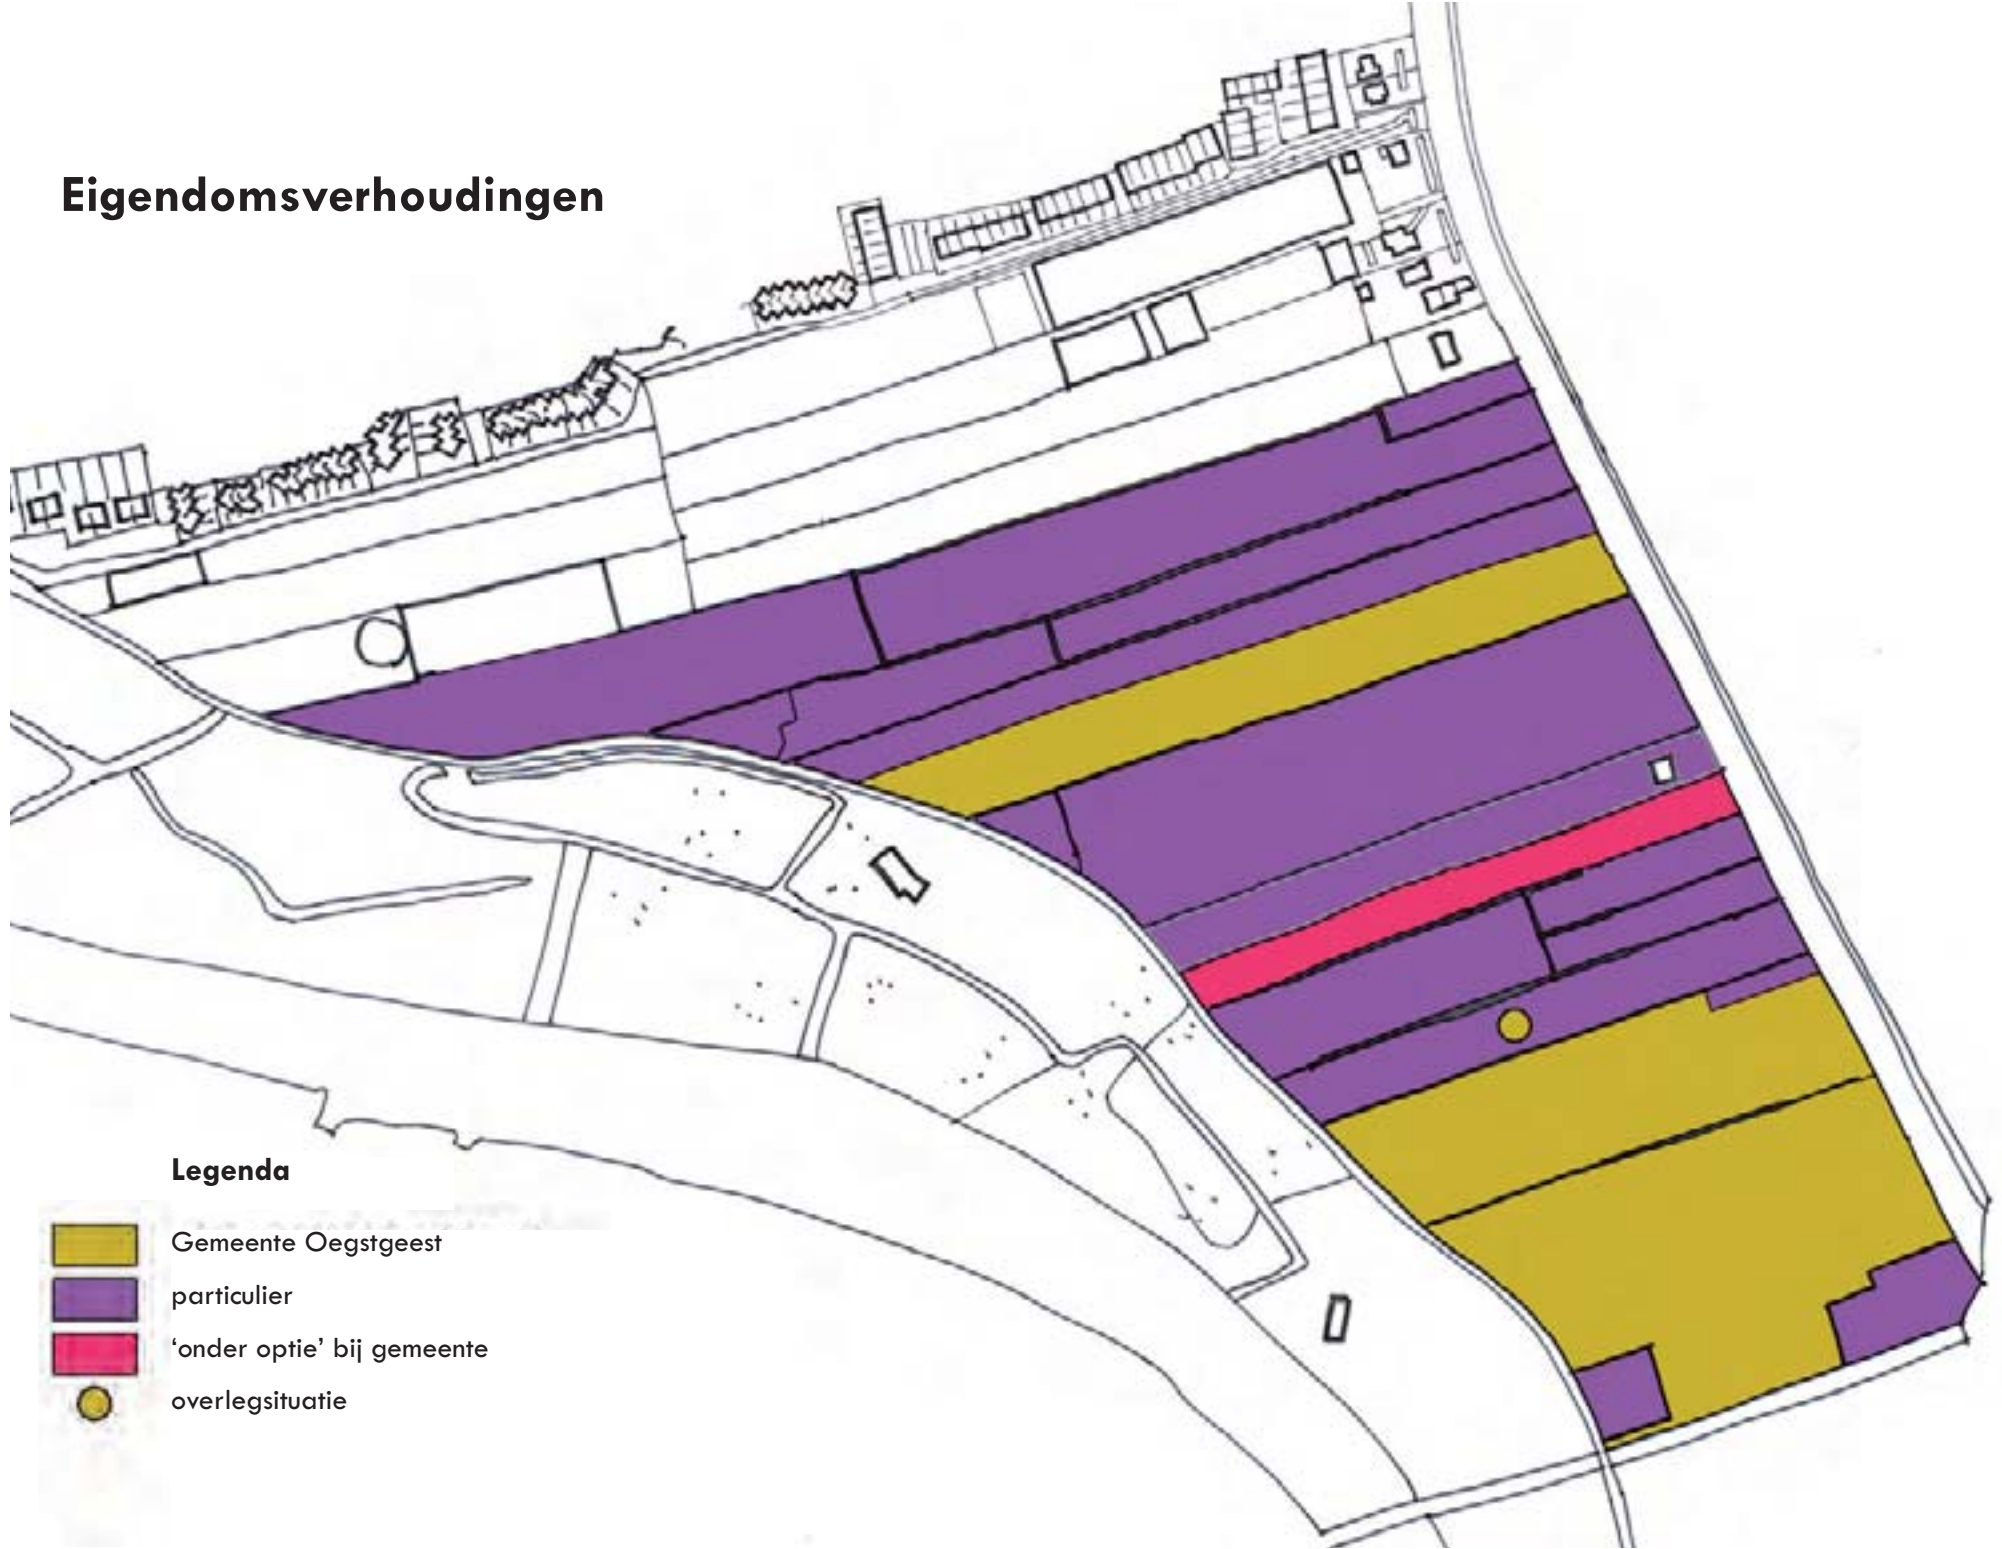 Eigendomsverhoudingen
Legenda
Gemeente Oegstgeest
particulier
‘onder optie’ bij gemeente
overlegsituatie